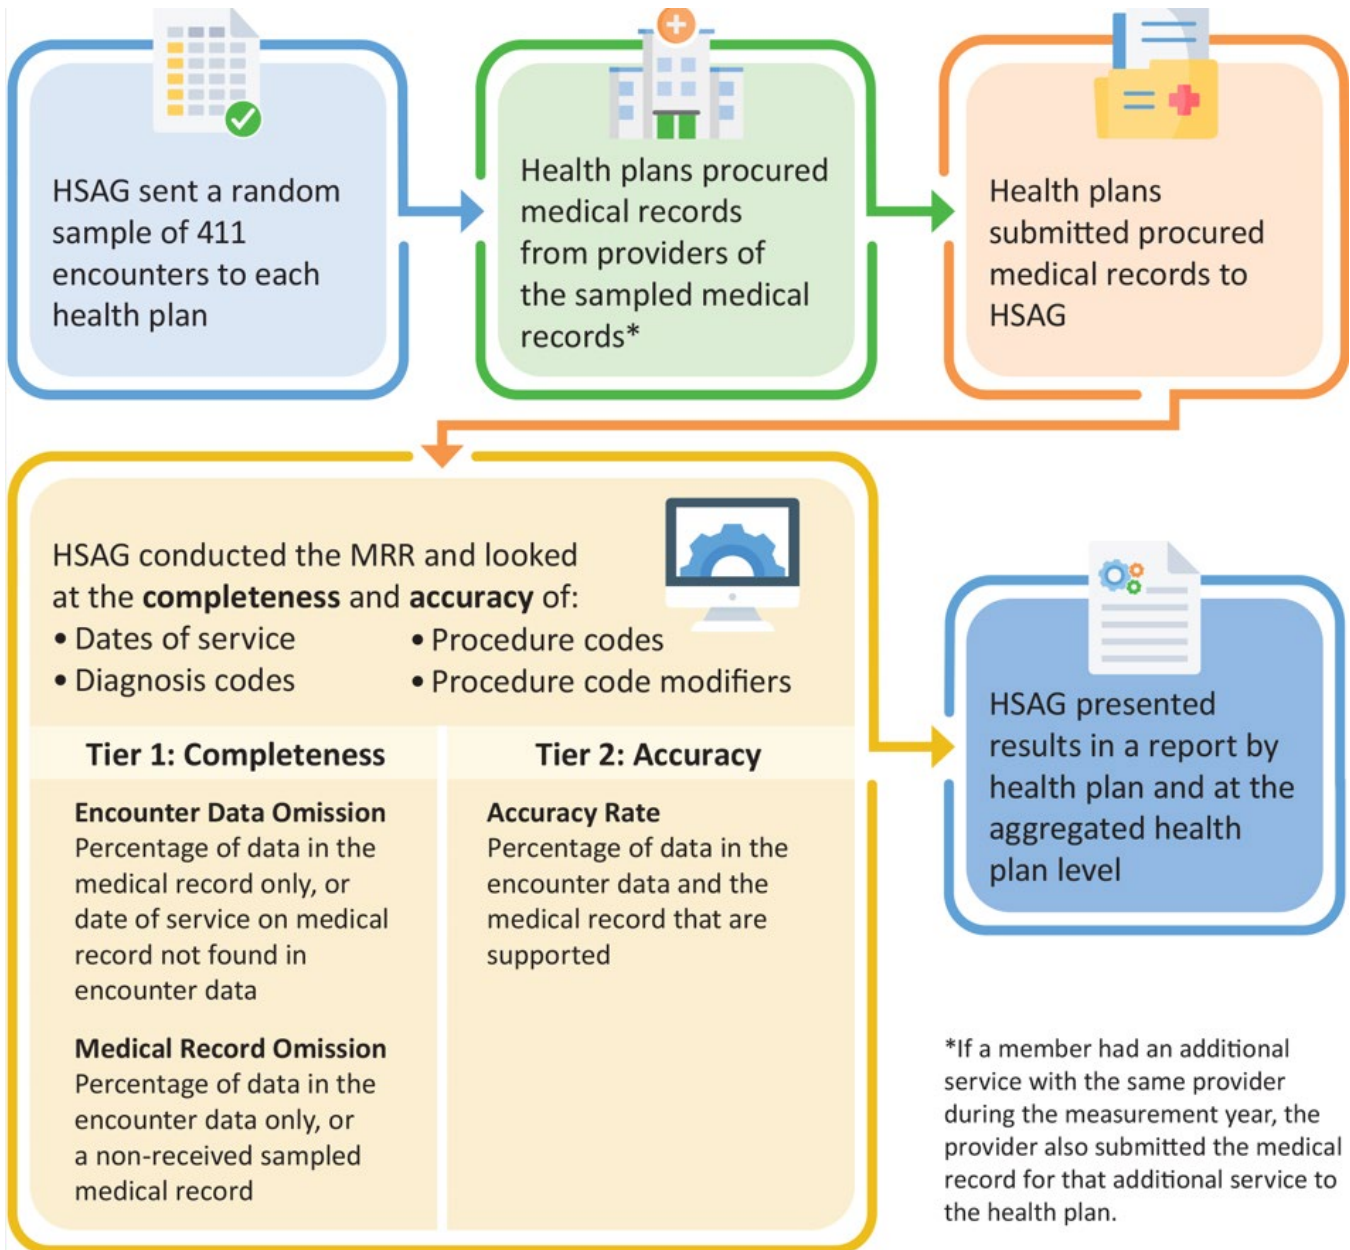 HSAG sent a random
sample of 411
encounters to each
health plan
Health plans procured
medical records
from providers of
the sampled medical
records*
Health plans
submitted procured
medical records to
HSAG
HSAG conducted the MRR and looked
at the completeness and accuracy of:
• Dates of service
• Diagnosis codes
• Procedure codes
• Procedure code modifiers
Tier 1: Completeness
Encounter Data Omission
Percentage of data in the
medical record only, or
date of service on medical
record not found in
encounter data
Medical Record Omission
Percentage of data in the
encounter data only, or
a non-received sampled
medical record
Tier 2: Accuracy
Accuracy Rate
Percentage of data in the
encounter data and the
medical record that are
supported
HSAG presented
results in a report by
health plan and at the
aggregated health
plan level
*If a member had an additional
service with the same provider
during the measurement year, the
provider also submitted the medical
record for that additional service to
the health plan.